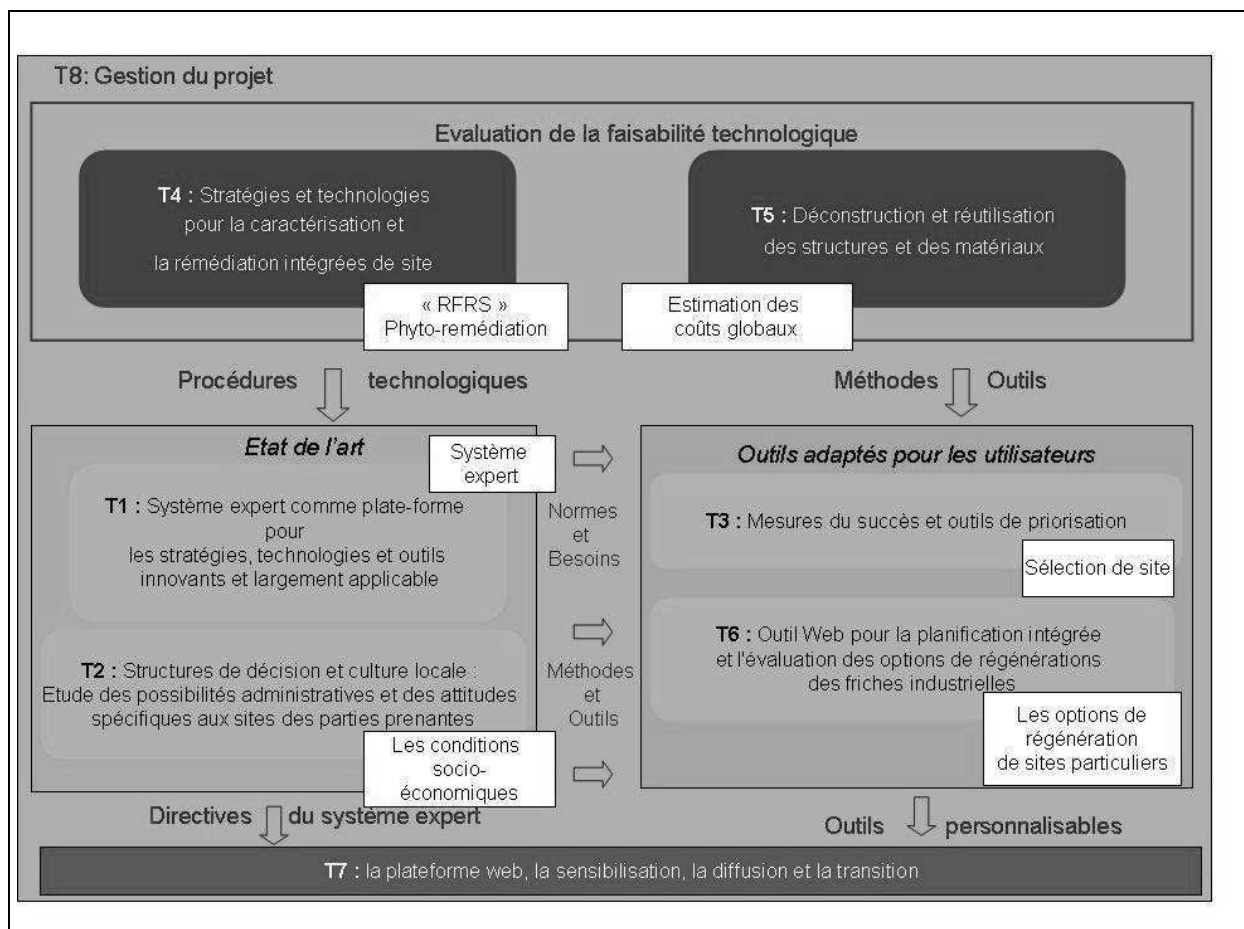 T8: Gestion du projet
Evaluation de la faisabilité technologique
T4 : Stratégies et technologies
pour la caractérisation et
la rémédiation intégrées de site
T5 : Déconstruction et réutilisation
des structures et des matériaux
« RFRS »
Phyto-remédiation
Estimation des
coûts globaux
Procédures technologiques
Méthodes Outils
Etat de l'art
Système
expert
T1 : Système expert comme plate-forme
pour
les stratégies, technologies et outils
innovants et largement applicable
T2 : Structures de décision et culture locale :
Etude des possibilités administratives et des attitudes
spécifiques aux sites des parties prenantes
Les conditions
socio-
économiques
Normes
et
Besoins
Méthodes
et
Outils
Outils adaptés pour les utilisateurs
T3 : Mesures du succès et outils de priorisation
Sélection de site
T6 : Outil Web pour la planification intégrée
et l'évaluation des options de régénérations
des friches industrielles
Les options de
régénération
de sites particuliers
Directives du système expert
Outils personnalisables
T7 : la plateforme web, la sensibilisation, la diffusion et la transition